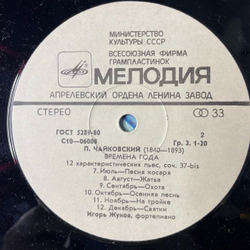 МИНИСТЕРСТВО
КУЛЬТУРЫ СССР
ВСЕСОЮЗНАЯ ФИРМА
ГРАМПЛАСТИНОК
МЕЛОДИЯ
АПРЕЛЕВСКИЙ ОРДЕНА ЛЕНИНА ЗАВОД
СТЕРЕО 33
ГОСТ 5289-80 2
С10—06008 Гр. 3. 1-20
П. ЧАЙКОВСКИЙ (1840—1893)
ВРЕМЕНА ГОДА
12 характеристических пьес, соч. 37-bis
7. Июль—Песня косаря
8. Август—Жатва
9. Сентябрь—Охота
10. Октябрь—Осенняя песнь
11. Ноябрь—На тройке
12. Декабрь—Святки
Игорь Жуков, фортепиано